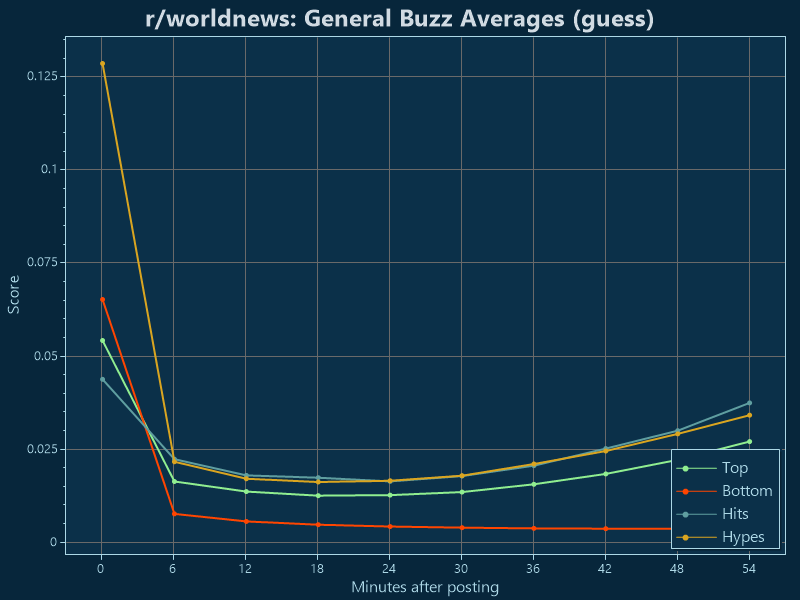 r/worldnews: General Buzz Averages (guess)
0.125
0.1
0.075
0.05
0.025
0
Score
0 6 12 18 24 30 36 42 48 54
Minutes after posting
Top
Bottom
Hits
Hypes